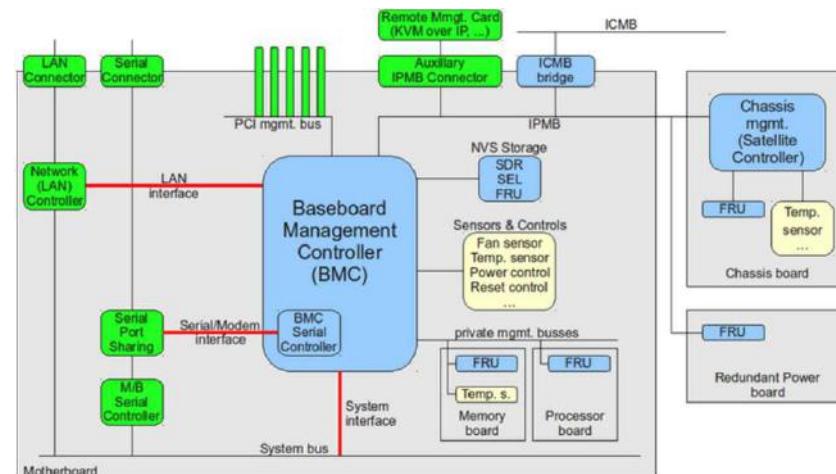 Remote Mmgt. Card
(KVM over IP, ...)
ICMB
LAN
Connector
Serial
Connector
Auxiliary
IPMB Connector
ICMB
bridge
PCI mgmt. bus
IPMB
Chassis
mgmt.
(Satellite
Controller)
NVS Storage
SDR
SEL
FRU
Network
(LAN)
Controller
LAN
interface
Baseboard
Management
Controller
(BMC)
FRU
Temp.
sensor
...
Chassis board
Sensors & Controls
Fan sensor
Temp. sensor
Power control
Reset control
...
Serial
Port
Sharing
Serial/Modem
interface
BMC
Serial
Controller
private mgmt. busses
FRU
Temp. s.
Memory
board
FRU
Processor
board
FRU
Redundant Power
board
M/B
Serial
Controller
System
interface
System bus
Motherboard